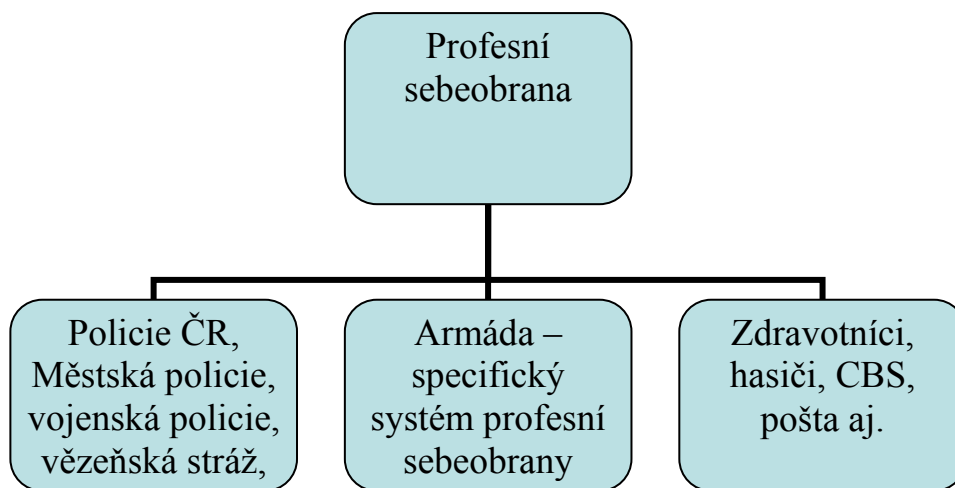 Profesní
sebeobrana
Policie ČR,
Městská policie,
vojenská policie,
vězeňská stráž,
Armáda –
specifický
systém profesní
sebeobrany
Zdravotníci,
hasiči, CBS,
pošta aj.